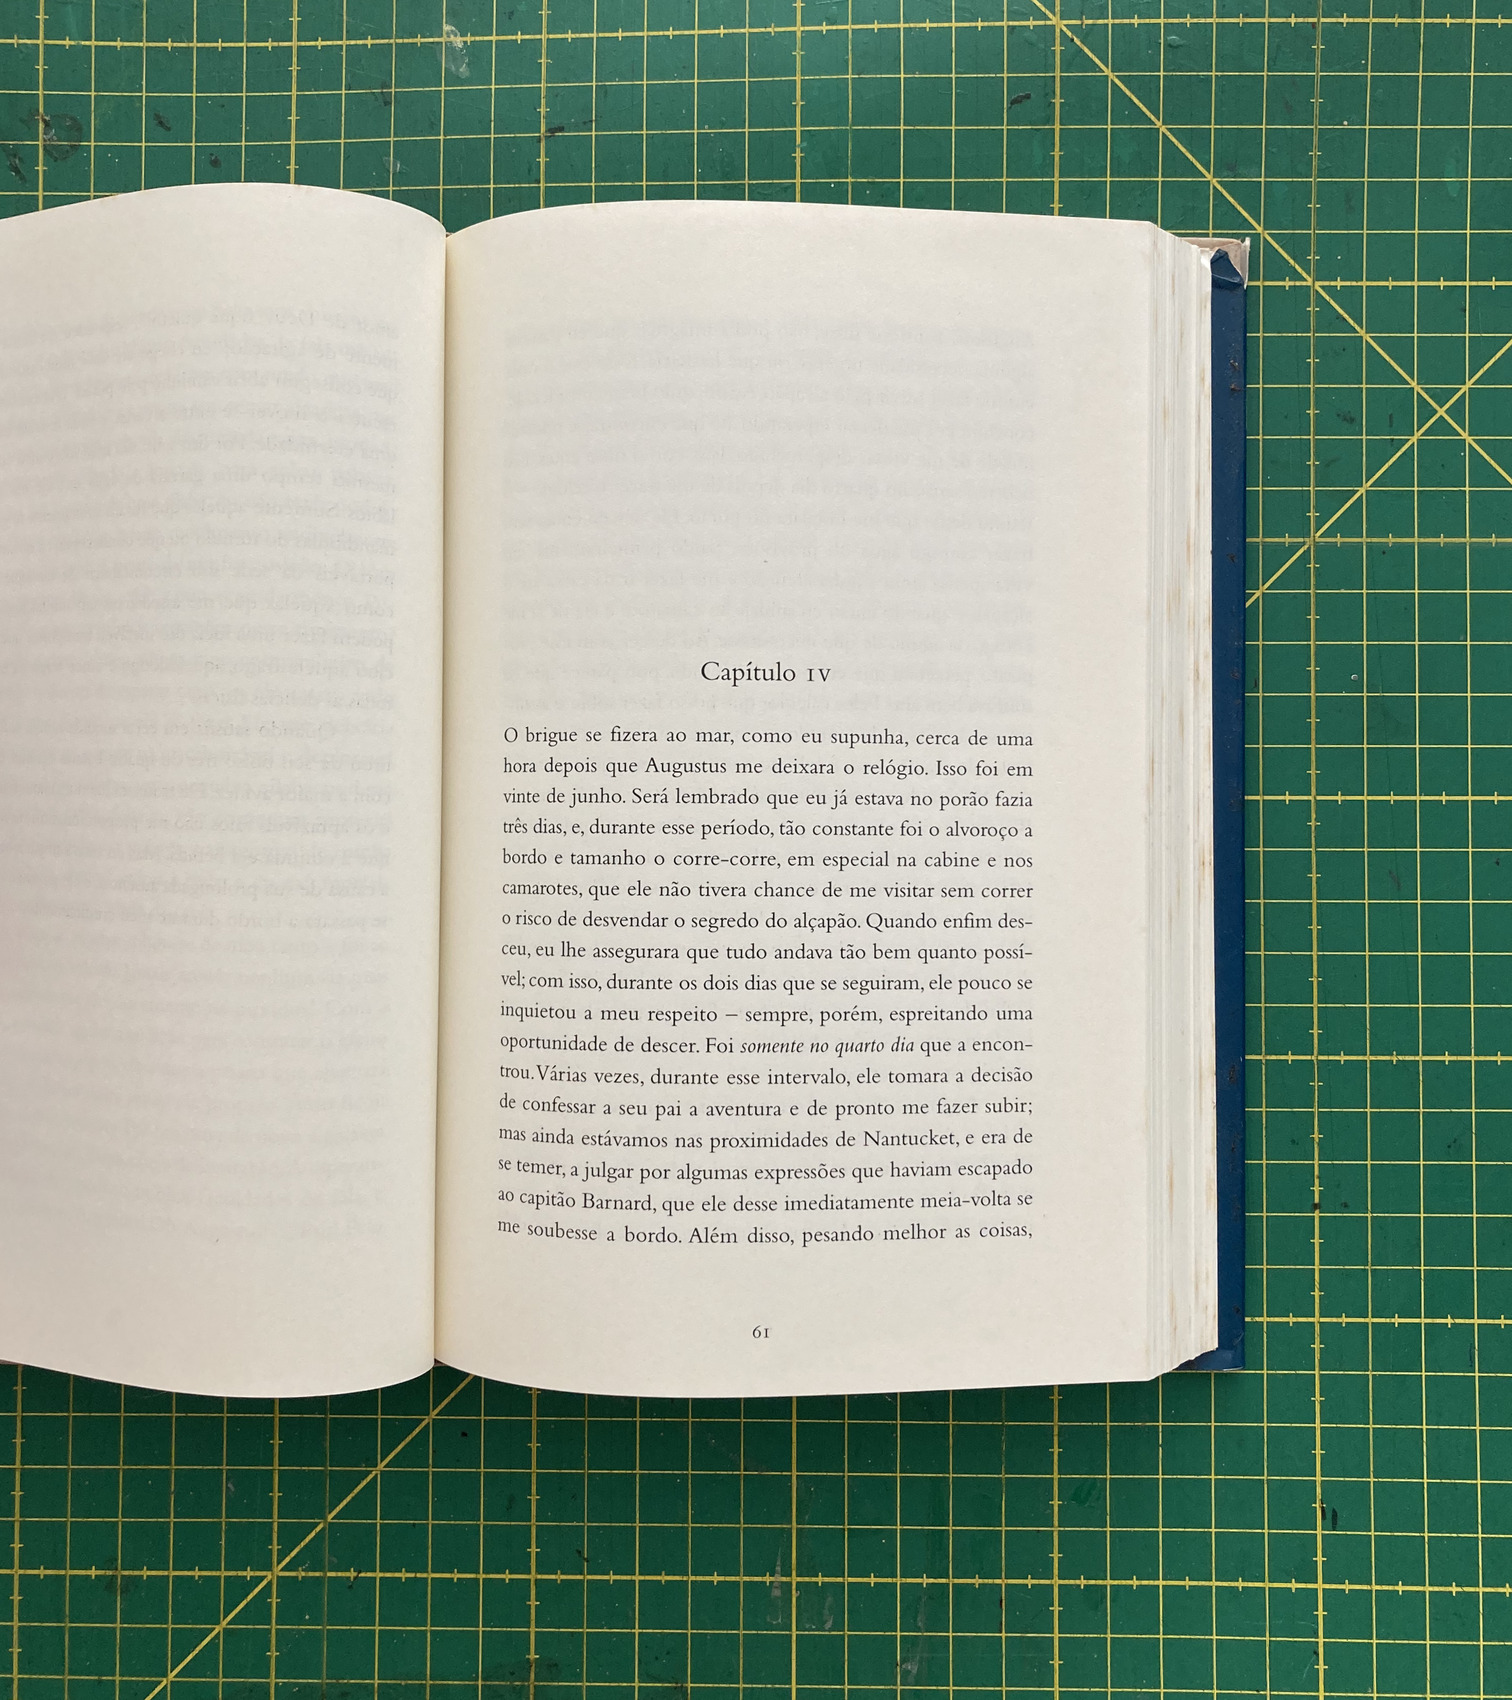 Capítulo IV
O brigue se fizera ao mar, como eu supunha, cerca de uma
hora depois que Augustus me deixara o relógio. Isso foi em
vinte de junho. Será lembrado que eu já estava no porão fazia
três dias, e, durante esse período, tão constante foi o alvoroço a
bordo e tamanho o corre-corre, em especial na cabine e nos
camarotes, que ele não tivera chance de me visitar sem correr
o risco de desvendar o segredo do alçapão. Quando enfim des-
ceu, eu lhe assegurara que tudo andava tão bem quanto possí-
vel; com isso, durante os dois dias que se seguiram, ele pouco se
inquietou a meu respeito – sempre, porém, espreitando uma
oportunidade de descer. Foi somente no quarto dia que a encon-
trou. Várias vezes, durante esse intervalo, ele tomara a decisão
de confessar a seu pai a aventura e de pronto me fazer subir;
mas ainda estávamos nas proximidades de Nantucket, e era de
se temer, a julgar por algumas expressões que haviam escapado
ao capitão Barnard, que ele desse imediatamente meia-volta se
me soubesse a bordo. Além disso, pesando melhor as coisas,
61